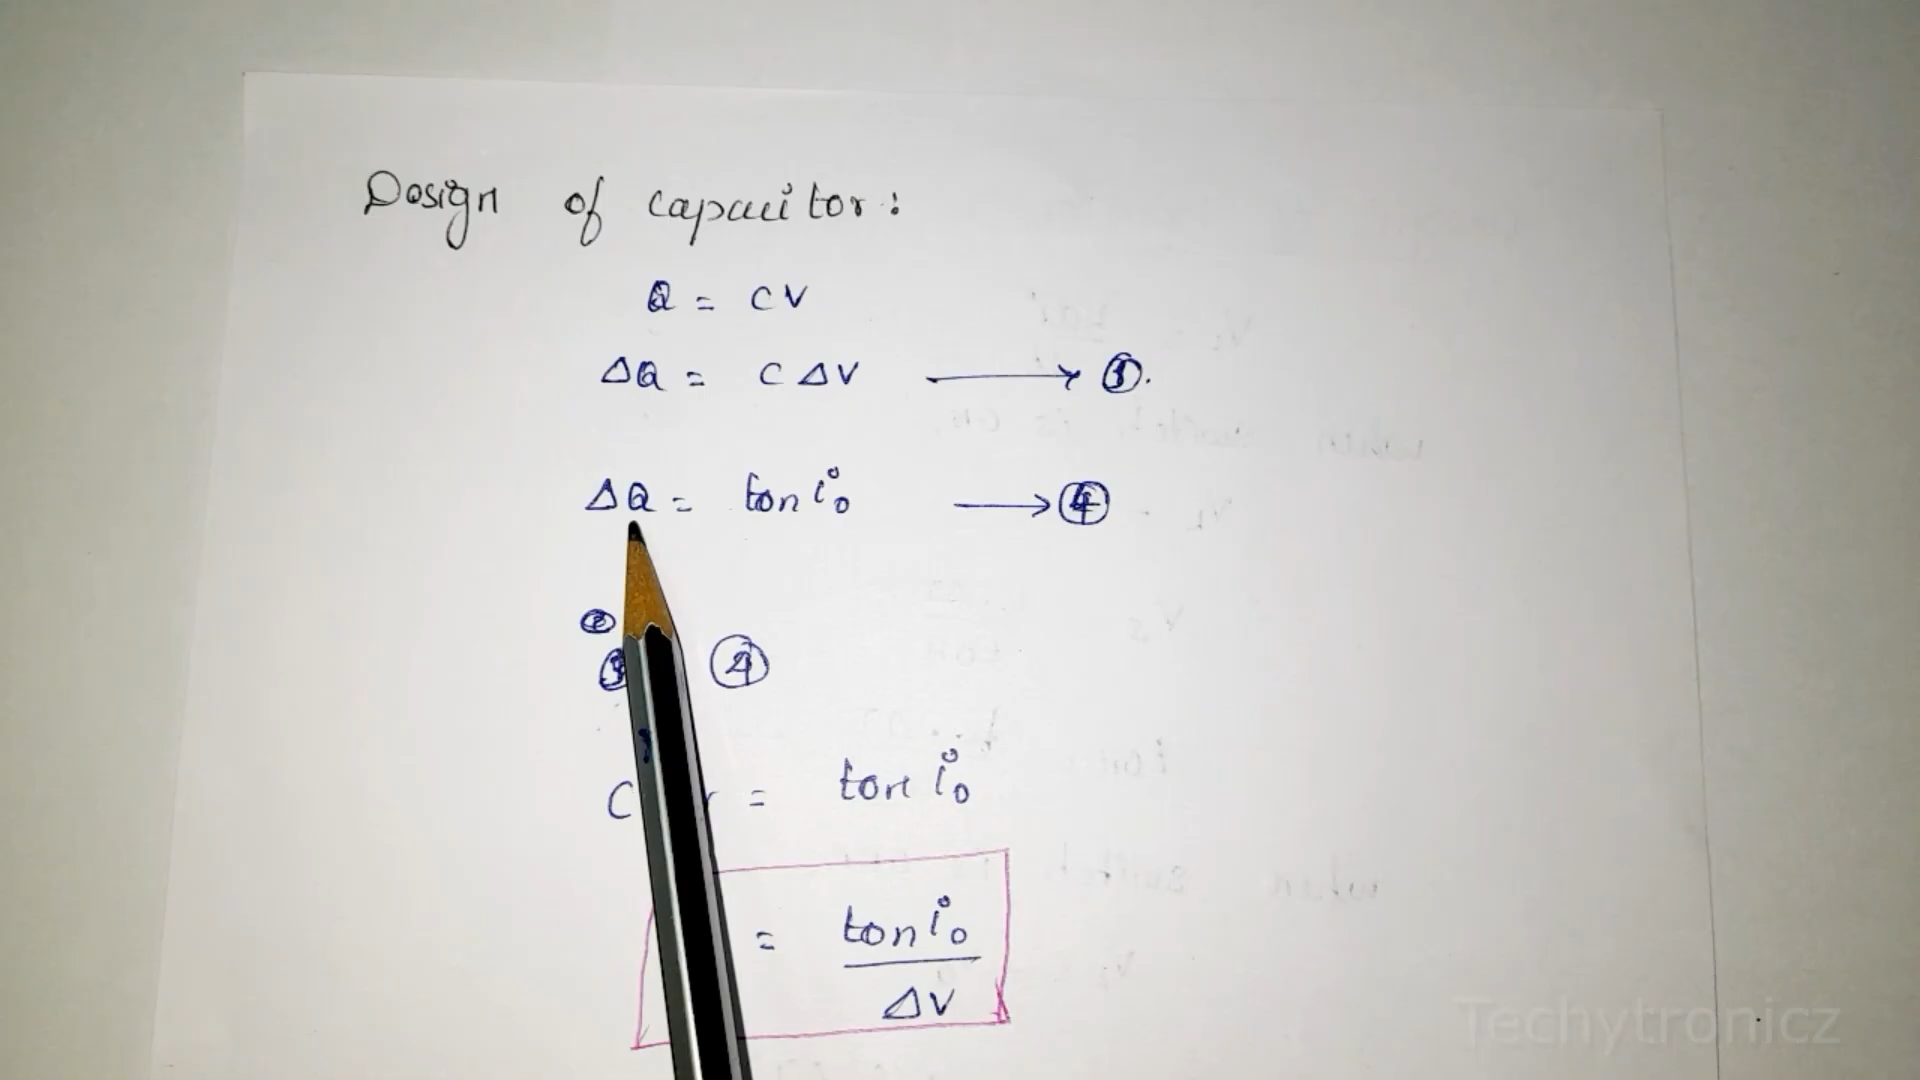 Design of capacitor:
Q = CV
ΔQ = CΔV → ③.
ΔQ = ton i0 → ④
②
③ ④
C = ton i0
= ton i0
ΔV
Techytronicz